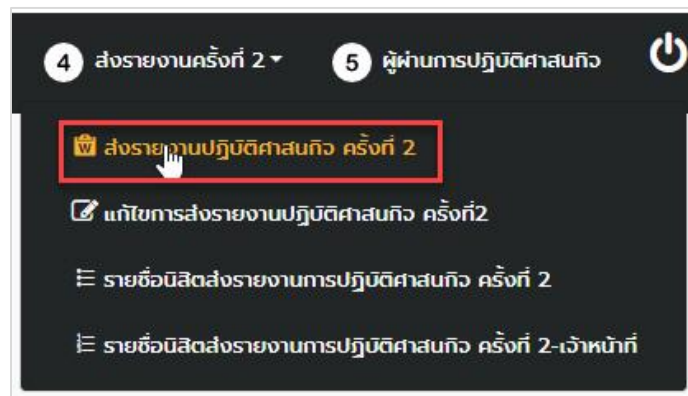 4 ส่งรายงานครั้งที่ 2 5 ผู้ผ่านการปฏิบัติศาสนกิจ
ส่งรายงานปฏิบัติศาสนกิจ ครั้งที่ 2
แก้ไขการส่งรายงานปฏิบัติศาสนกิจ ครั้งที่2
รายชื่อนิสิตส่งรายงานการปฏิบัติศาสนกิจ ครั้งที่ 2
รายชื่อนิสิตส่งรายงานการปฏิบัติศาสนกิจ ครั้งที่ 2-เจ้าหน้าที่